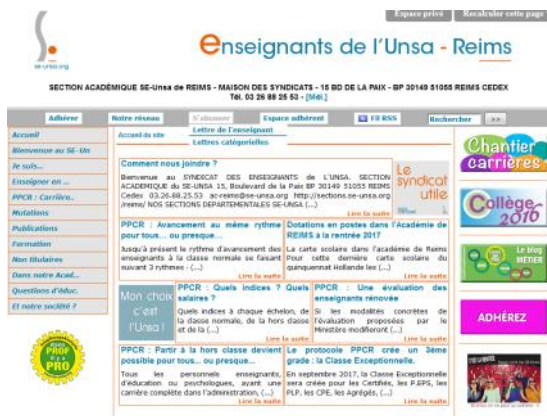 Espace privé Recalculer cette page
se-unsa.org
Enseignants de l'Unsa - Reims
SECTION ACADÉMIQUE SE-Unsa de REIMS - MAISON DES SYNDICATS - 15 BD DE LA PAIX - BP 30149 51055 REIMS CEDEX
Tél. 03 26 88 25 53 - [Mél.]
Adhérer Notre réseau S'abonner Espace adhérent Fil RSS Rechercher >>
Lettre de l'enseignant
Lettres catégorielles
Accueil
Bienvenue au SE-Un
Je suis...
Enseigner en ...
PPCR : Carrière..
Mutations
Publications
Formation
Non titulaires
Dans notre Acad...
Questions d'éduc.
Et notre société ?
PROF
PRO
Accueil du site
Comment nous joindre ?
Bienvenue au SYNDICAT DES ENSEIGNANTS de L'UNSA. SECTION
ACADEMIQUE du SE-UNSA 15, Boulevard de la Paix BP 30149 51055 REIMS
Cedex 03.26.88.25.53 ac-reims@se-unsa.org http://sections.se-unsa.org
/reims/ NOS SECTIONS DEPARTEMENTALES SE-UNSA (...)
Lire la suite
Le
syndicat
utile
PPCR : Avancement au même rythme
pour tous... ou presque...
Jusqu'à présent le rythme d'avancement des
enseignants à la classe normale se faisant
suivant 3 rythmes - (...)
Lire la suite
Dotations en postes dans l'Académie de
REIMS à la rentrée 2017
La carte scolaire dans l'académie de Reims
Pour cette dernière carte scolaire du
quinquennat Hollande les (...)
Lire la suite
Mon choix
c'est
l'Unsa !
PPCR : Quels indices ? Quels
salaires ?
Quels indices à chaque échelon, de
la classe normale, de la hors classe
et de la (...)
Lire la suite
PPCR : Une évaluation des
enseignants rénovée
Si les modalités concrètes de
l'évaluation proposées par le
Ministère modifieront (...)
Lire la suite
PPCR : Partir à la hors classe devient
possible pour tous... ou presque...
Tous les personnels enseignants,
d'éducation ou psychologues, ayant une
carrière complète dans l'administration, (...)
Lire la suite
Le protocole PPCR crée un 3ème
grade : la Classe Exceptionnelle.
En septembre 2017, la Classe Exceptionnelle
sera créée pour les Certifiés, les P.EPS, les
PLP, les CPE, les Agrégés, (...)
Lire la suite
Chantier
carrières
Collège
2016
Le blog
MÉTIER
ADHÉREZ